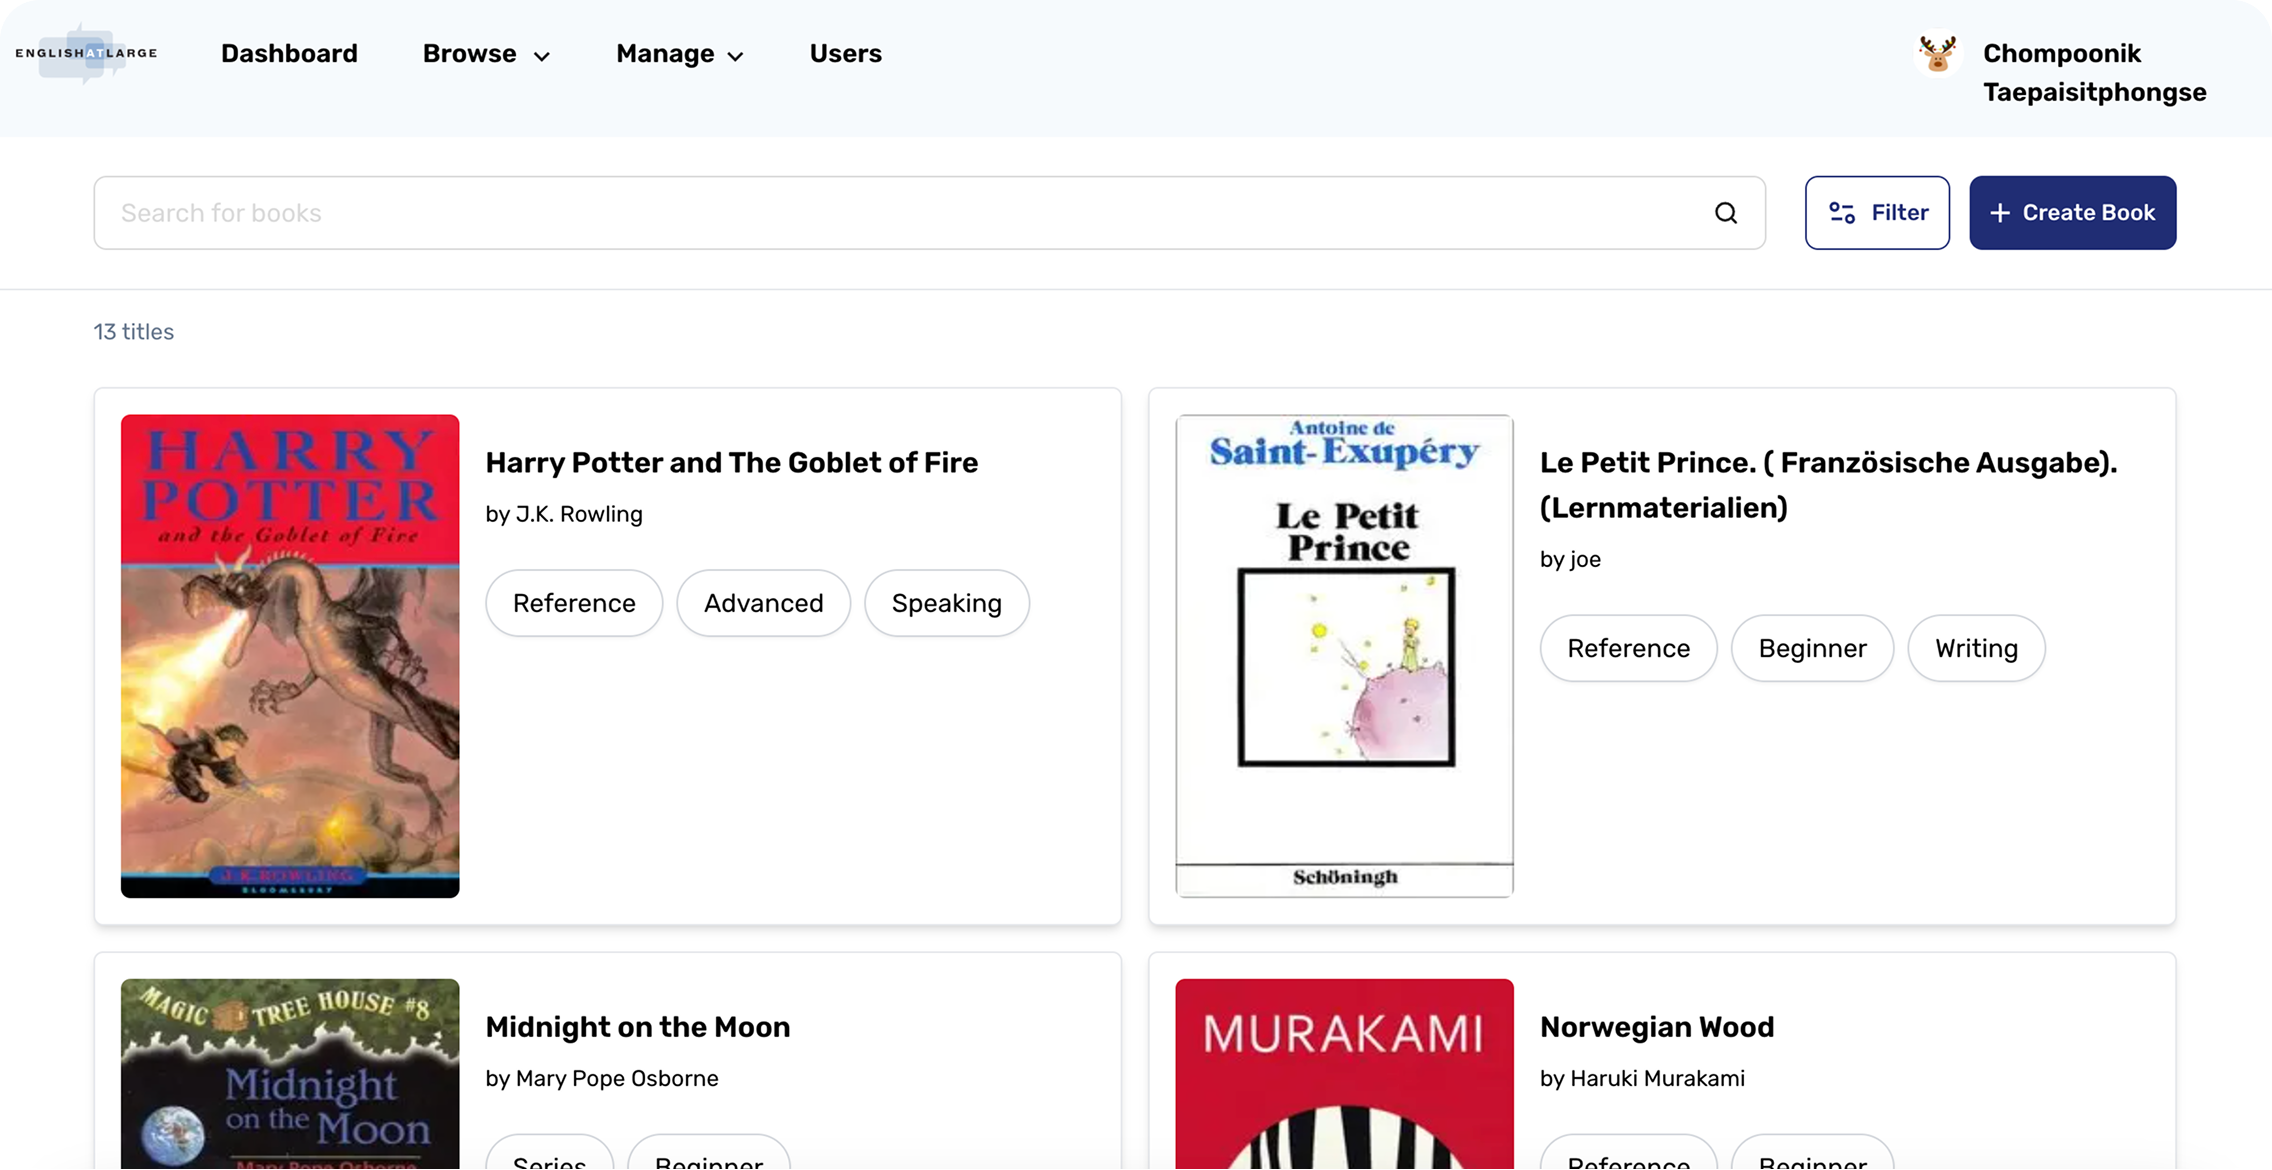 ENGLISHATLARGE
Dashboard
Browse
Manage
Users
Chompoonik
Taepaisitphongse
Search for books
Filter
+ Create Book
13 titles
HARRY
POTTER
and the Goblet of Fire
J.K. ROWLING
BLOOMSBURY
Harry Potter and The Goblet of Fire
by J.K. Rowling
Reference
Advanced
Speaking
Antoine de
Saint-Exupéry
Le Petit
Prince
Schöningh
Le Petit Prince. ( Französische Ausgabe).
(Lernmaterialien)
by joe
Reference
Beginner
Writing
MAGIC TREE HOUSE #8
Midnight
on the Moon
Mary Pope Osborne
Midnight on the Moon
by Mary Pope Osborne
Series
Beginner
MURAKAMI
Norwegian Wood
by Haruki Murakami
Reference
Beginner